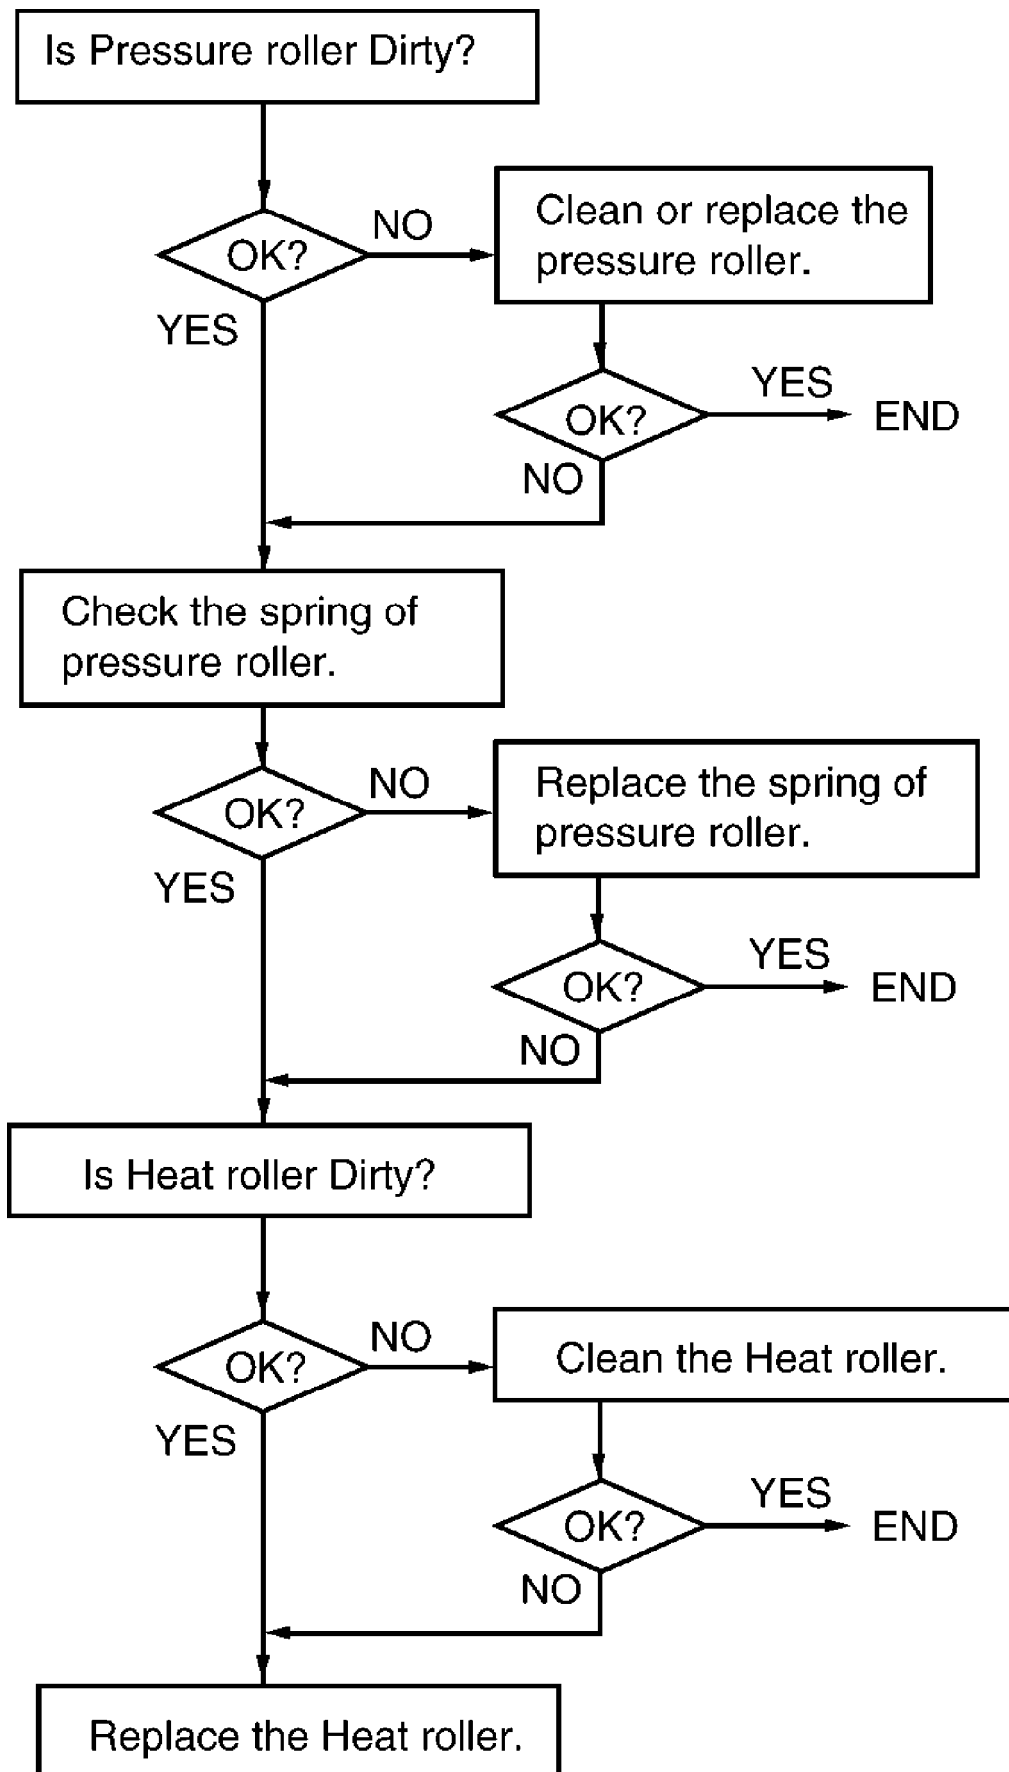 Is Pressure roller Dirty?
OK?
NO
Clean or replace the
pressure roller.
YES
OK?
YES
END
NO
Check the spring of
pressure roller.
OK?
NO
Replace the spring of
pressure roller.
YES
OK?
YES
END
NO
Is Heat roller Dirty?
OK?
NO
Clean the Heat roller.
YES
OK?
YES
END
NO
Replace the Heat roller.